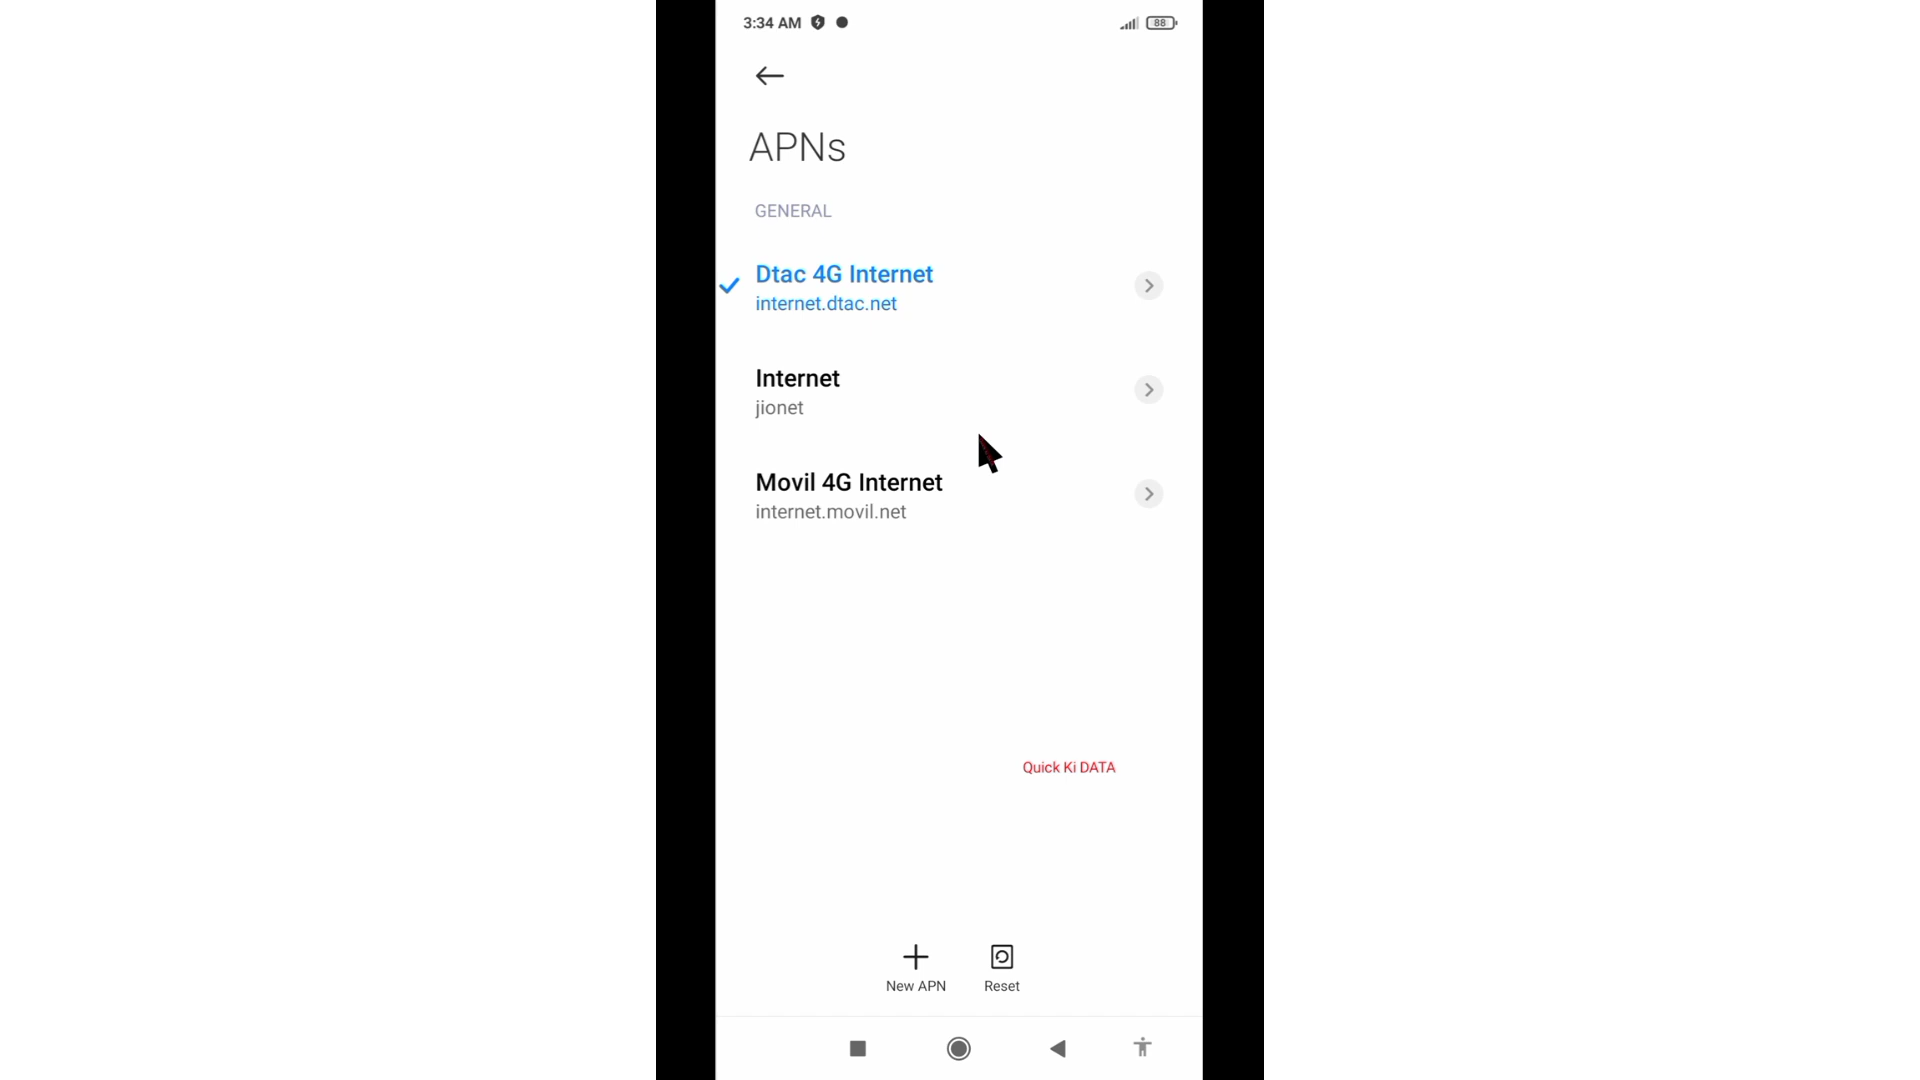 3:34 AM
88
APNs
GENERAL
Dtac 4G Internet
internet.dtac.net
Internet
jionet
Movil 4G Internet
internet.movil.net
Quick Ki DATA
New APN
Reset